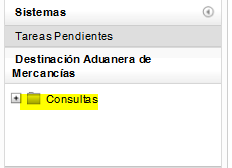 Sistemas
Tareas Pendientes
Destinación Aduanera de
Mercancías
Consultas